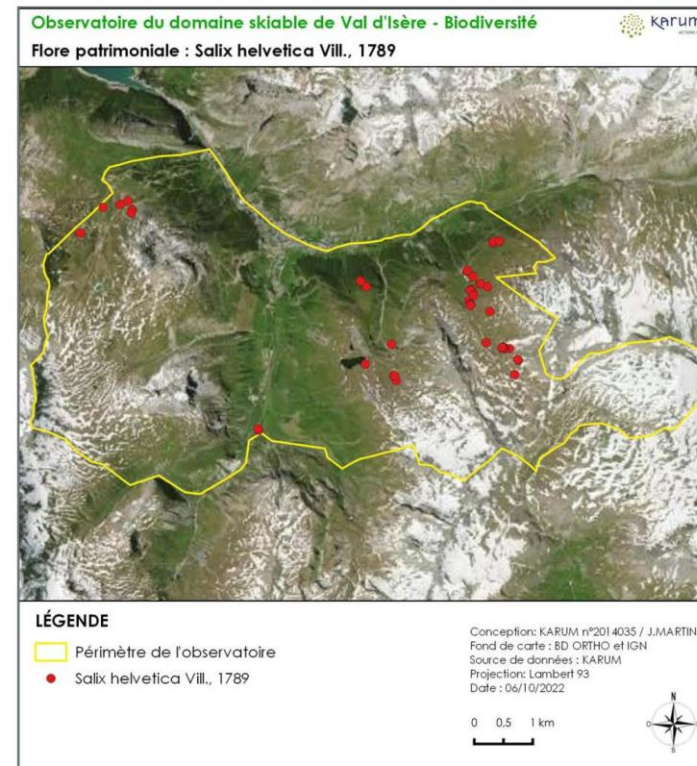 Observatoire du domaine skiable de Val d'Isère - Biodiversité
Flore patrimoniale : Salix helvetica Vill., 1789
LÉGENDE
Périmètre de l'observatoire
Salix helvetica Vill., 1789
Conception: KARUM n°2014035 / J.MARTIN
Fond de carte : BD ORTHO et IGN
Source de données : KARUM
Projection: Lambert 93
Date : 06/10/2022
0 0,5 1 km
N
O
S